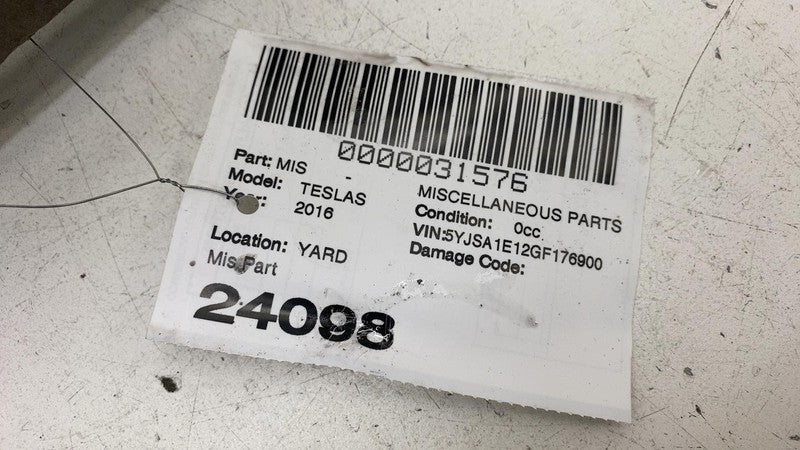 0000031576
Part: MIS -
MISCELLANEOUS PARTS
Model: TESLAS
Condition: 0cc
Year: 2016
VIN:5YJSA1E12GF176900
Location: YARD
Damage Code:
Mis Part
24098